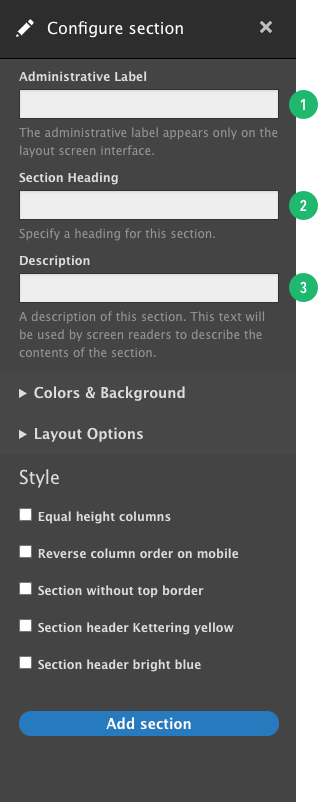 Configure section
Administrative Label
1
The administrative label appears only on the
layout screen interface.
Section Heading
2
Specify a heading for this section.
Description
3
A description of this section. This text will
be used by screen readers to describe the
contents of the section.
Colors & Background
Layout Options
Style
Equal height columns
Reverse column order on mobile
Section without top border
Section header Kettering yellow
Section header bright blue
Add section